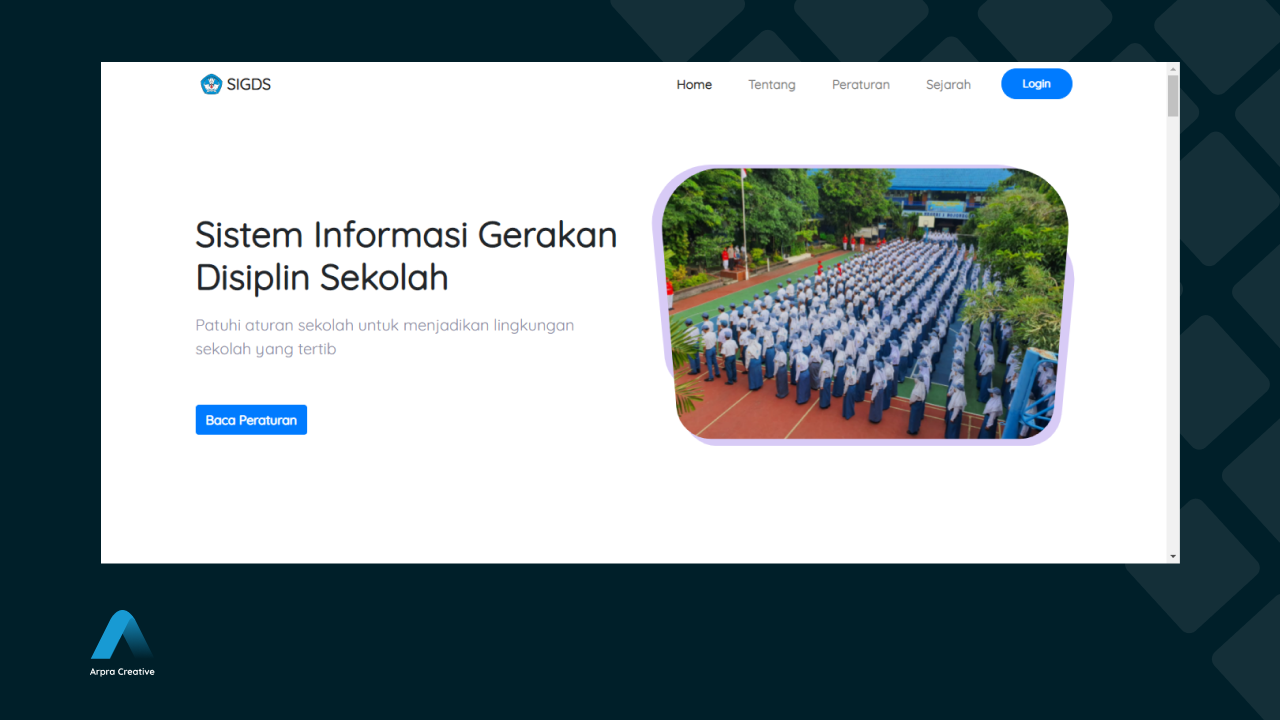 SIGDS
Home
Tentang
Peraturan
Sejarah
Login
Sistem Informasi Gerakan
Disiplin Sekolah
Patuhi aturan sekolah untuk menjadikan lingkungan
sekolah yang tertib
Baca Peraturan
Arpra Creative